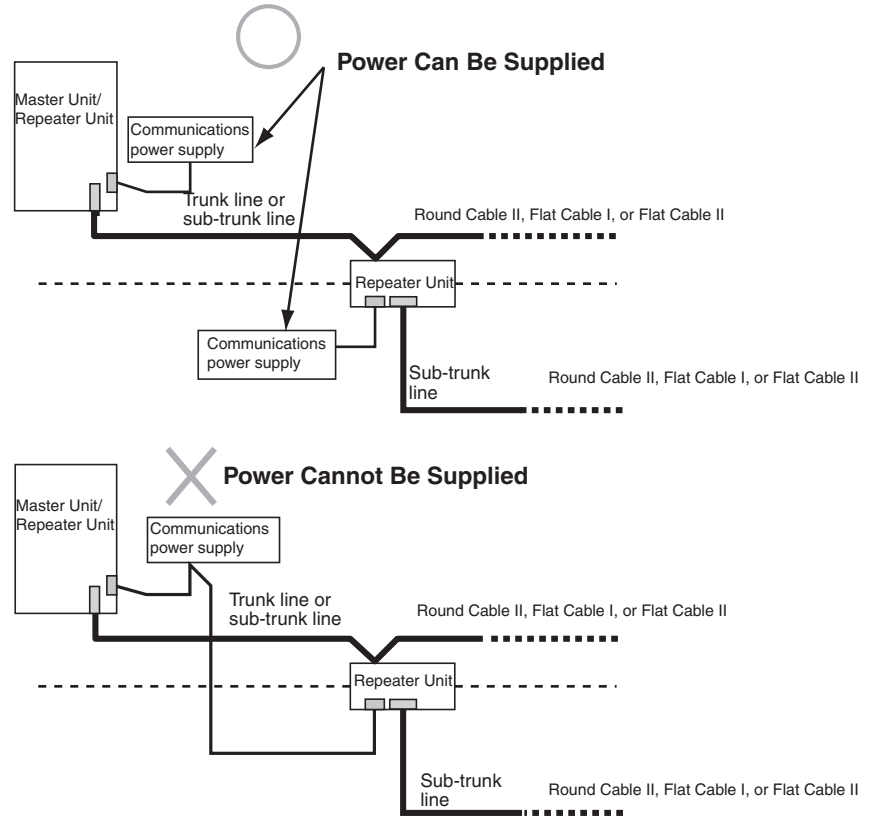 Power Can Be Supplied
Master Unit/
Repeater Unit
Communications
power supply
Trunk line or
sub-trunk line
Round Cable II, Flat Cable I, or Flat Cable II
Repeater Unit
Communications
power supply
Sub-trunk
line
Round Cable II, Flat Cable I, or Flat Cable II
Power Cannot Be Supplied
Master Unit/
Repeater Unit
Communications
power supply
Trunk line or
sub-trunk line
Round Cable II, Flat Cable I, or Flat Cable II
Repeater Unit
Sub-trunk
line
Round Cable II, Flat Cable I, or Flat Cable II